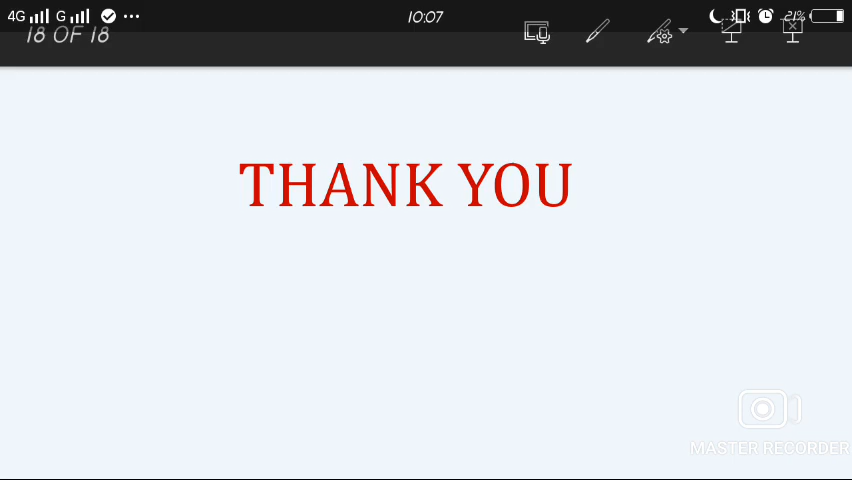 4G G 10:07 21%
18 OF 18
THANK YOU
MASTER RECORDER